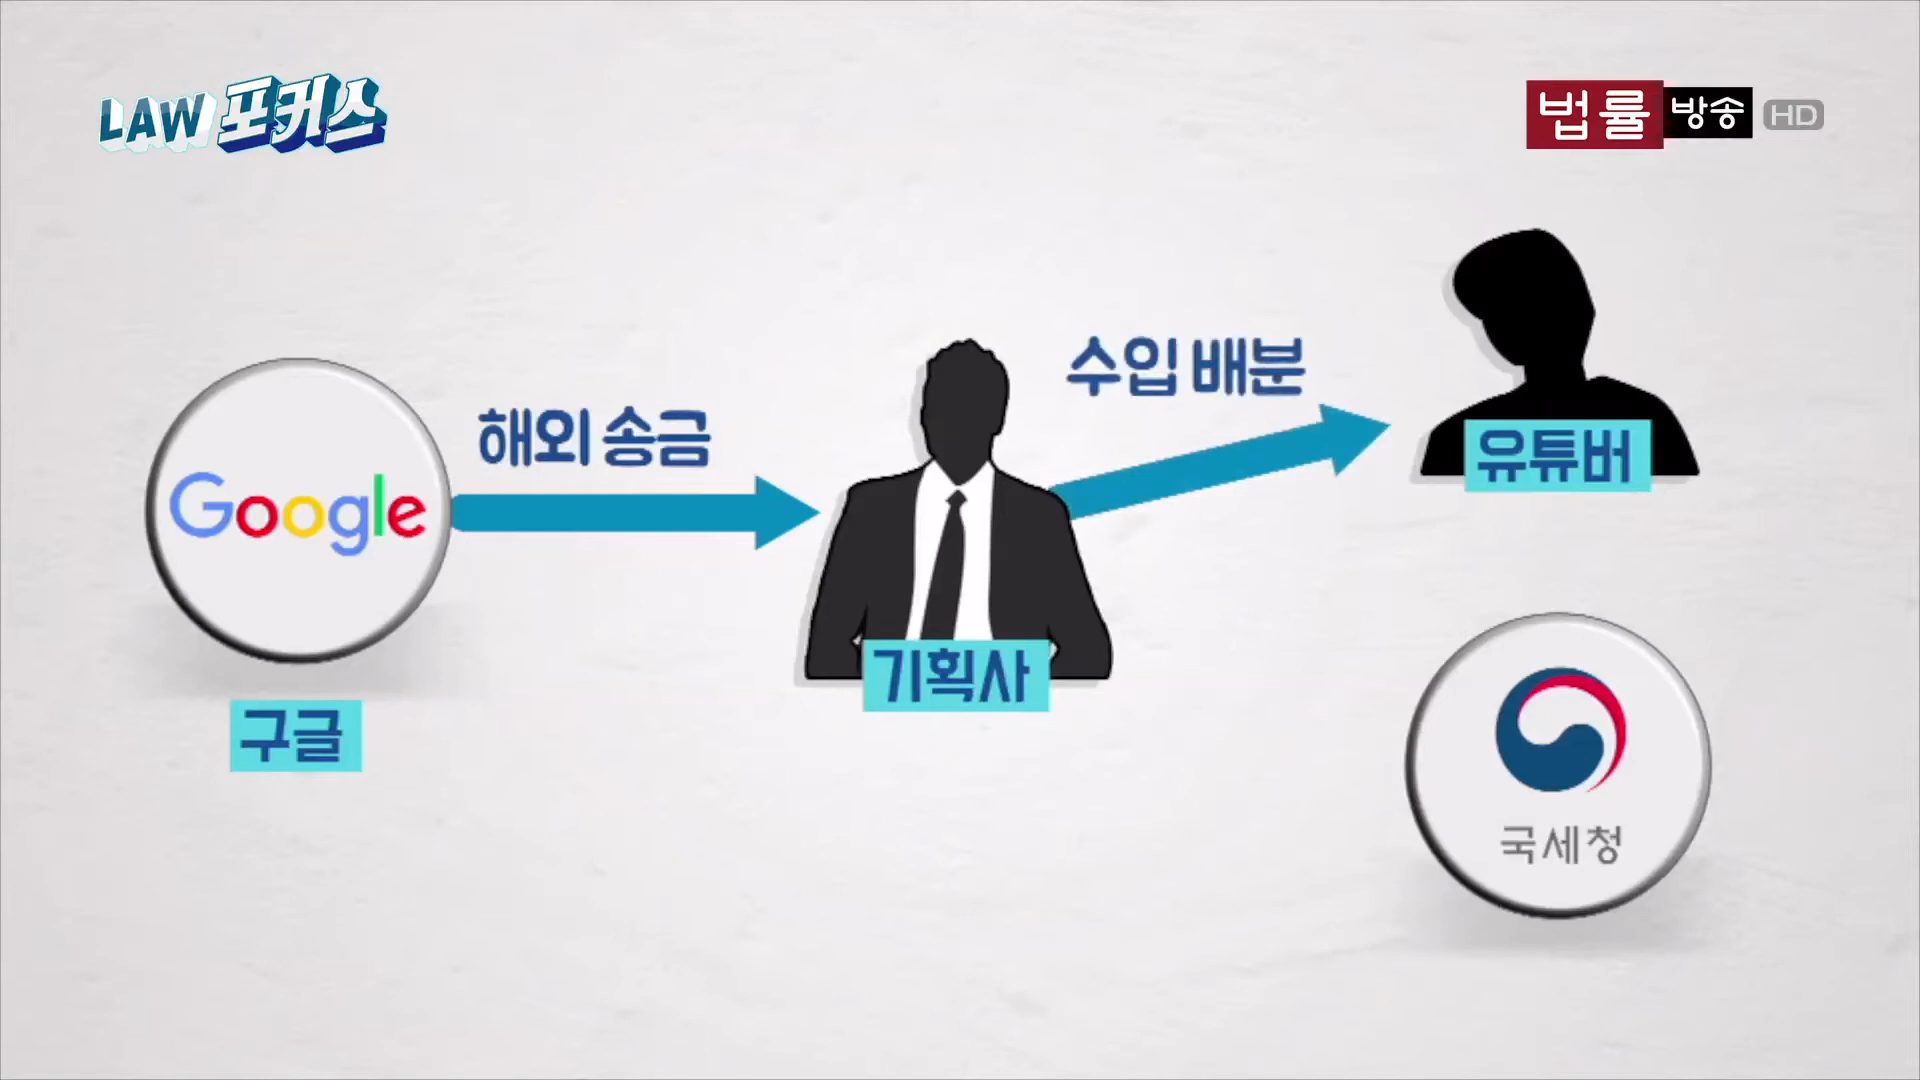 LAW 포커스
법률방송 HD
수입 배분
해외 송금
유튜버
Google
기획사
구글
국세청